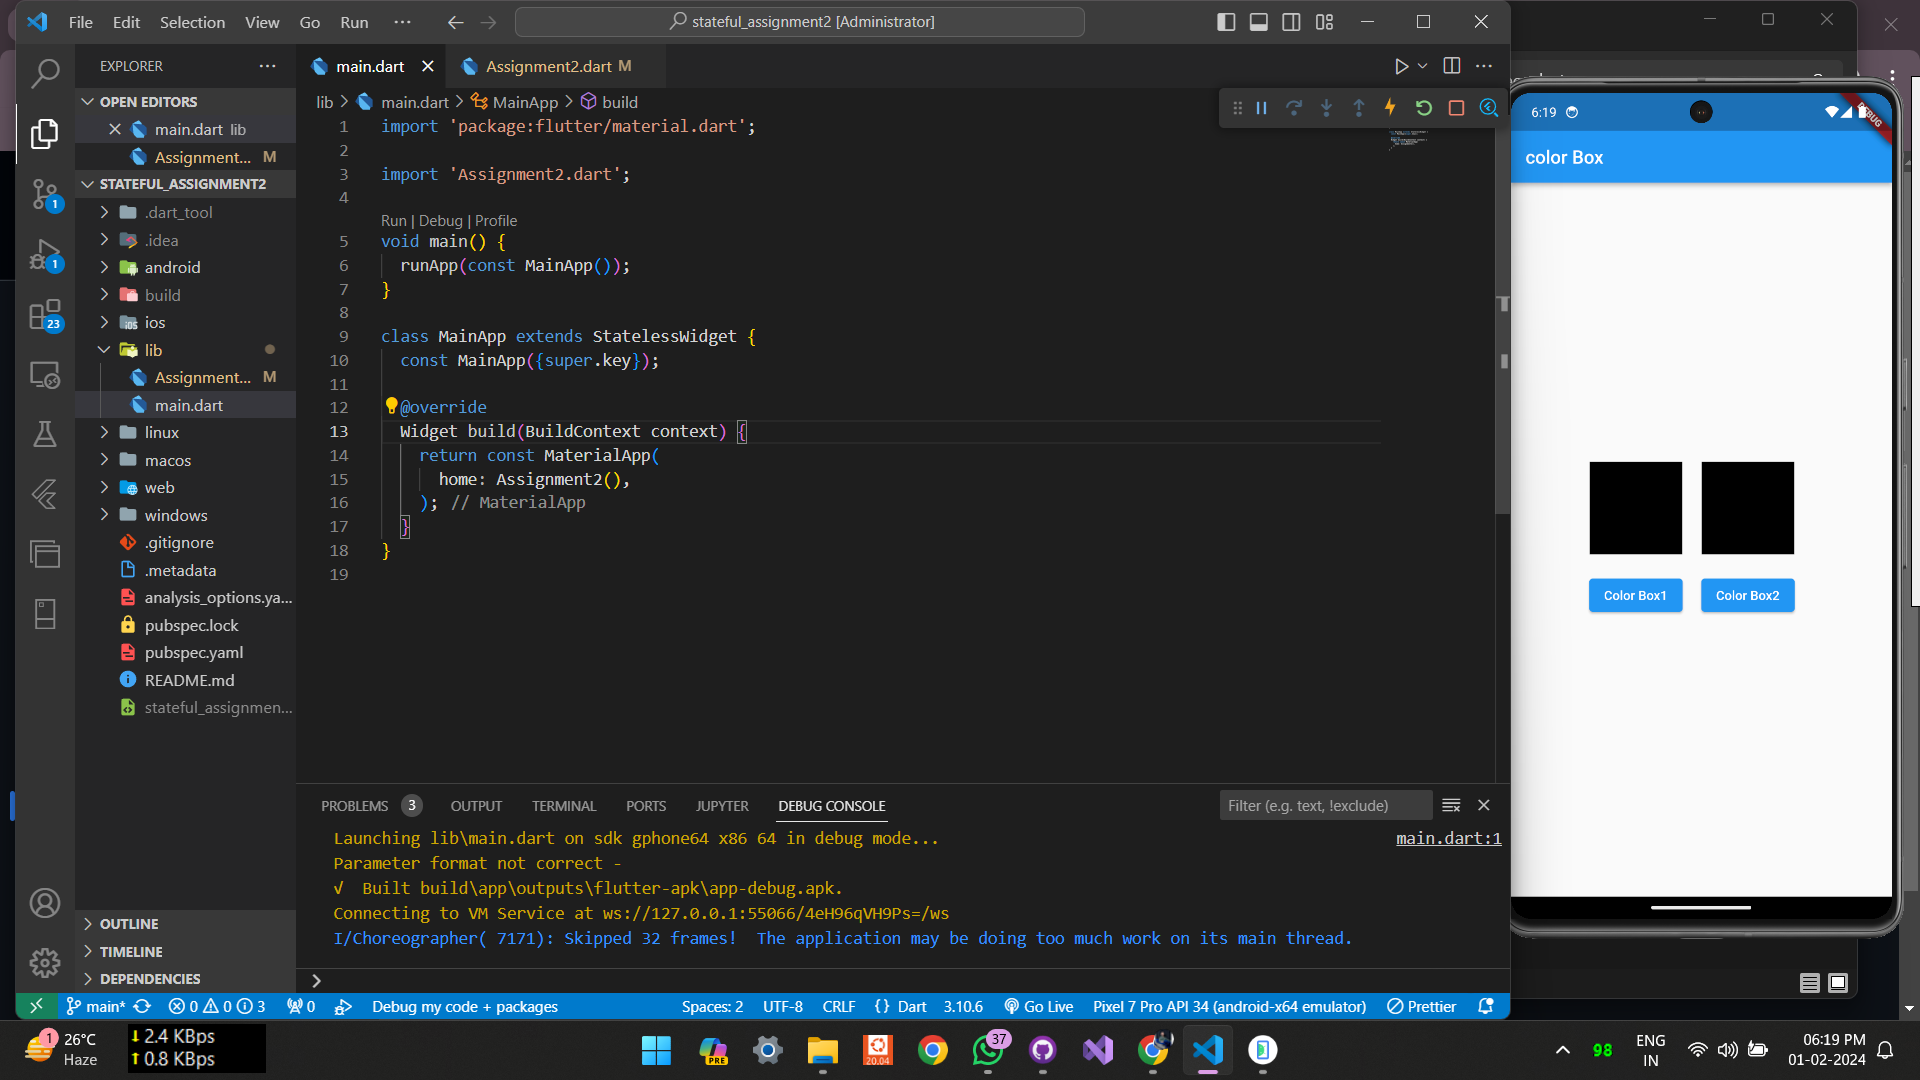 File Edit Selection View Go Run ···
stateful_assignment2 [Administrator]
EXPLORER
OPEN EDITORS
main.dart lib
Assignment... M
STATEFUL_ASSIGNMENT2
.dart_tool
.idea
android
build
ios
lib
Assignment... M
main.dart
linux
macos
web
windows
.gitignore
.metadata
analysis_options.ya...
pubspec.lock
pubspec.yaml
README.md
stateful_assignmen...
OUTLINE
TIMELINE
DEPENDENCIES
1
1
23
main.dart
Assignment2.dart M
lib > main.dart > MainApp > build
1 import 'package:flutter/material.dart';
2
3 import 'Assignment2.dart';
4
Run | Debug | Profile
5 void main() {
6 runApp(const MainApp());
7 }
8
9 class MainApp extends StatelessWidget {
10 const MainApp({super.key});
11
12 @override
13 Widget build(BuildContext context) {
14 return const MaterialApp(
15 home: Assignment2(),
16 ); // MaterialApp
17 }
18 }
19
PROBLEMS 3 OUTPUT TERMINAL PORTS JUPYTER DEBUG CONSOLE
Filter (e.g. text, !exclude)
Launching lib\main.dart on sdk gphone64 x86 64 in debug mode...
main.dart:1
Parameter format not correct -
√ Built build\app\outputs\flutter-apk\app-debug.apk.
Connecting to VM Service at ws://127.0.0.1:55066/4eH96qVH9Ps=/ws
I/Choreographer( 7171): Skipped 32 frames! The application may be doing too much work on its main thread.
>
main* 0 0 3 0 Debug my code + packages
Spaces: 2 UTF-8 CRLF {} Dart 3.10.6 Go Live Pixel 7 Pro API 34 (android-x64 emulator) Prettier
6:19
DEBUG
color Box
Color Box1
Color Box2
1
26°C
Haze
2.4 KBps
0.8 KBps
PRE
20.04
37
98
ENG
IN
06:19 PM
01-02-2024